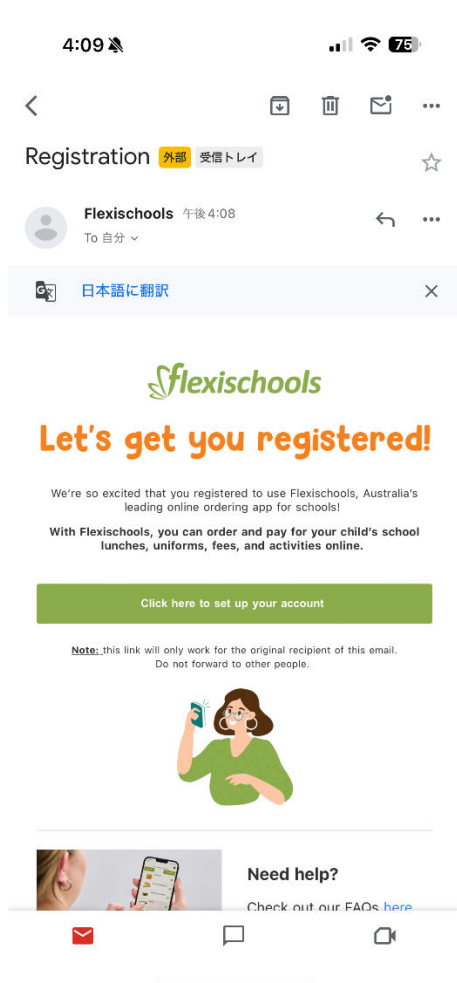 4:09
75
Registration 外部 受信トレイ
Flexischools 午後4:08
To 自分
日本語に翻訳
flexischools
Let's get you registered!
We're so excited that you registered to use Flexischools, Australia's
leading online ordering app for schools!
With Flexischools, you can order and pay for your child's school
lunches, uniforms, fees, and activities online.
Click here to set up your account
Note: this link will only work for the original recipient of this email.
Do not forward to other people.
Need help?
Check out our FAQs here